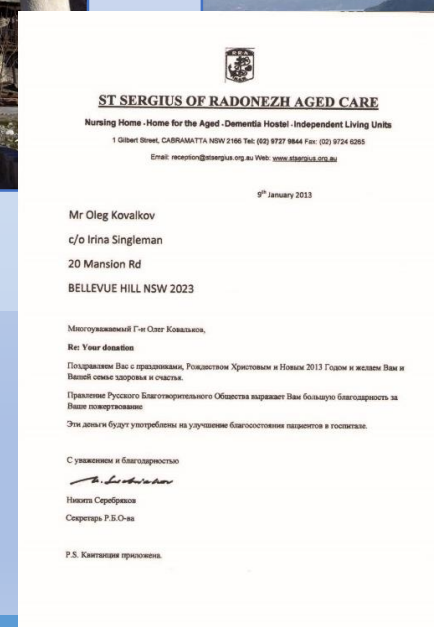 ST SERGIUS OF RADONEZH AGED CARE
Nursing Home - Home for the Aged - Dementia Hostel - Independent Living Units
1 Gilbert Street, CABRAMATTA NSW 2166 Tel: (02) 9727 9844 Fax: (02) 9724 6265
Email: reception@stsergius.org.au Web: www.stsergius.org.au
9th January 2013
Mr Oleg Kovalkov
c/o Irina Singleman
20 Mansion Rd
BELLEVUE HILL NSW 2023
Многоуважаемый Г-н Олег Ковальков,
Re: Your donation
Поздравляем Вас с праздниками, Рождеством Христовым и Новым 2013 Годом и желаем Вам и
Вашей семье здоровья и счастья.
Правление Русского Благотворительного Общества выражает Вам большую благодарность за
Ваше пожертвование
Эти деньги будут употреблены на улучшение благосостояния пациентов в госпитале.
С уважением и благодарностью
Никита Серебряков
Секретарь Р.Б.О-ва
P.S. Квитанция приложена.